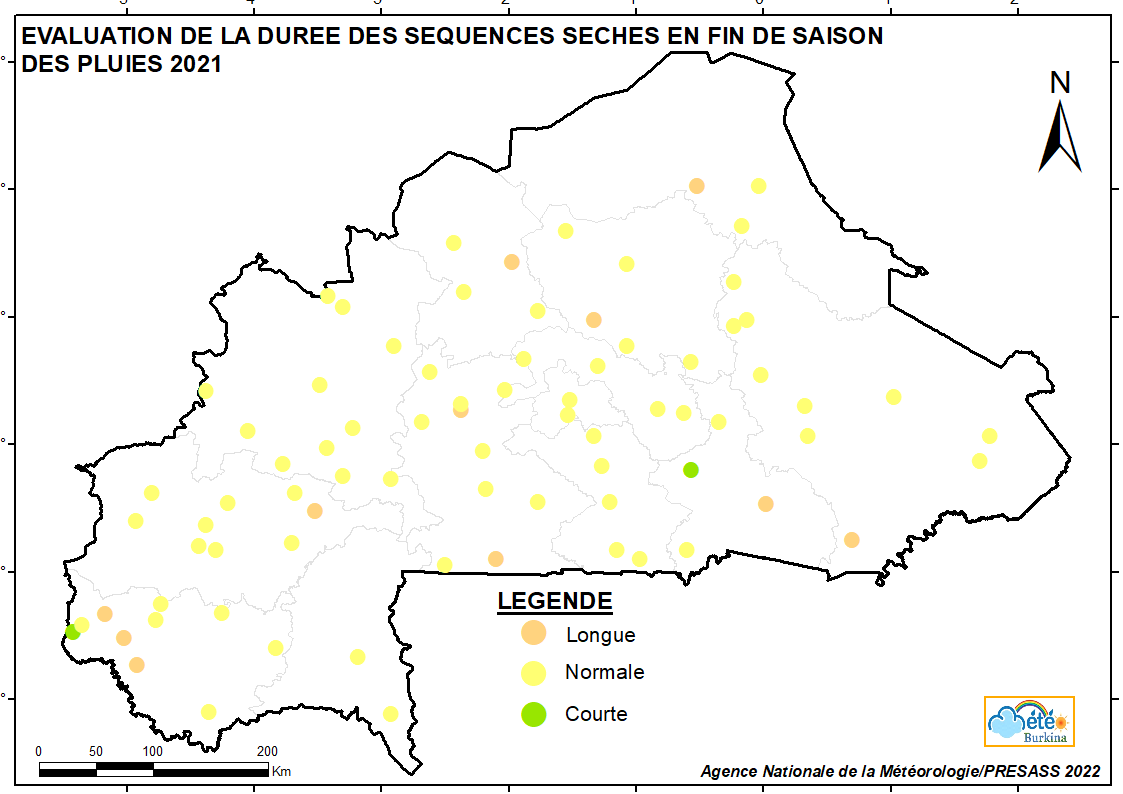 EVALUATION DE LA DUREE DES SEQUENCES SECHES EN FIN DE SAISON
DES PLUIES 2021
N
LEGENDE
Longue
Normale
Courte
0 50 100 200
Km
été
Burkina
Agence Nationale de la Météorologie/PRESASS 2022